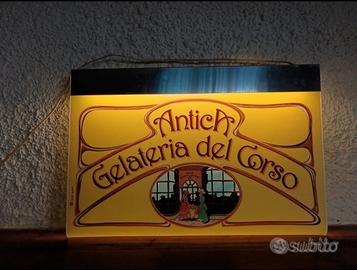 AnticA
Gelateria del Corso
subito